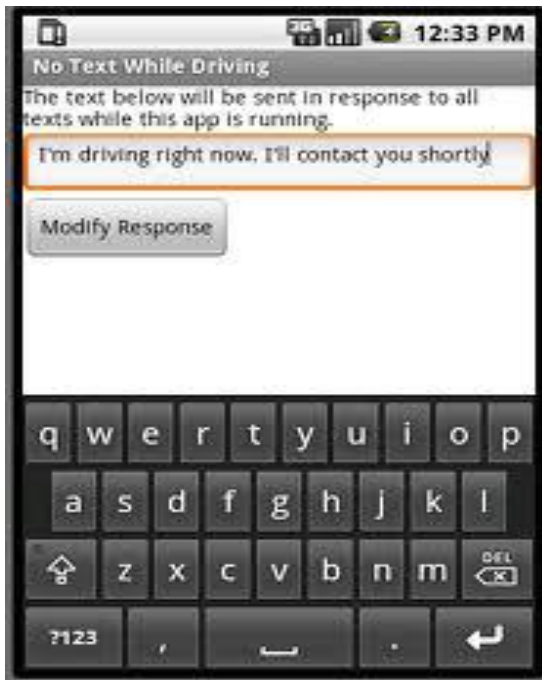 3G 12:33 PM
No Text While Driving
The text below will be sent in response to all
texts while this app is running.
I'm driving right now. I'll contact you shortly
Modify Response
q w e r t y u i o p
a s d f g h j k l
z x c v b n m DEL
?123 , .